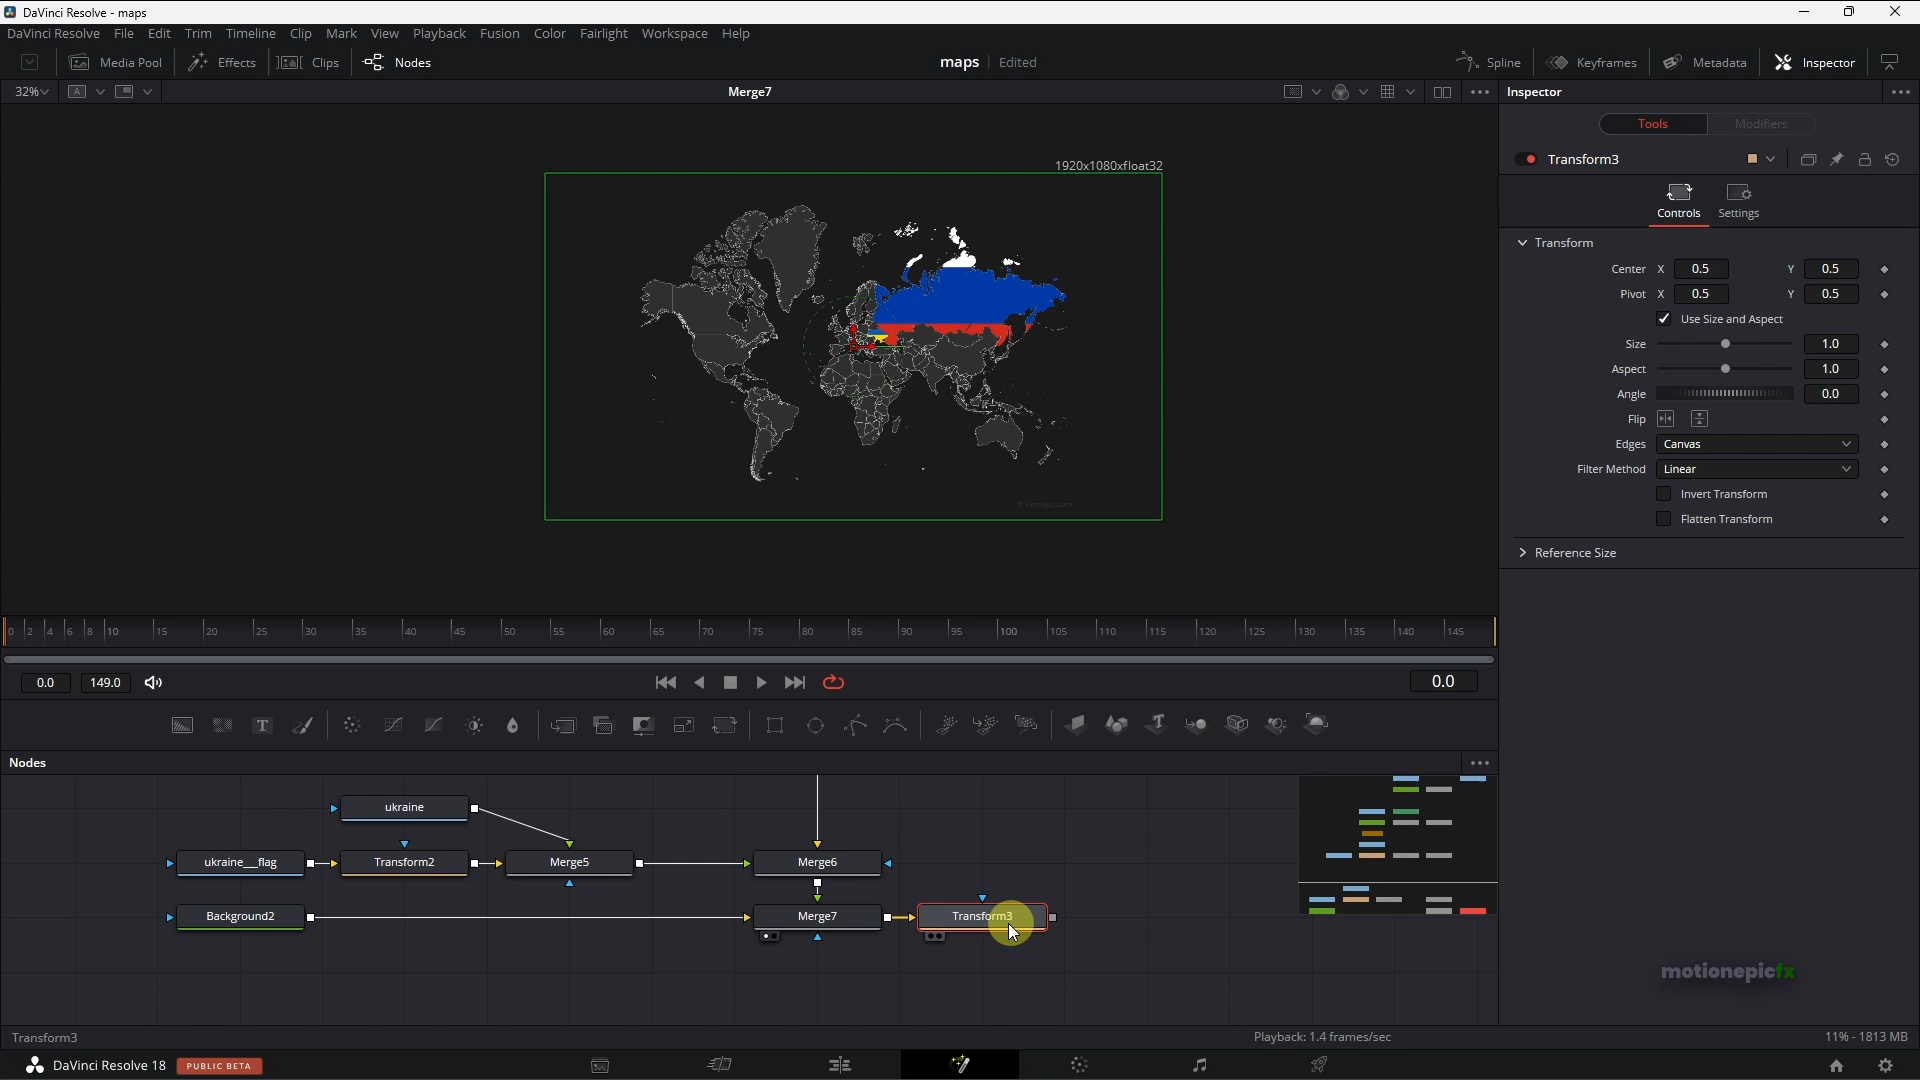 DaVinci Resolve - maps
DaVinci Resolve File Edit Trim Timeline Clip Mark View Playback Fusion Color Fairlight Workspace Help
Media Pool Effects Clips Nodes maps Edited Spline Keyframes Metadata Inspector
32% A Merge7 Inspector
Tools Modifiers
1920x1080xfloat32
Transform3
Controls Settings
Transform
Center X 0.5 Y 0.5
Pivot X 0.5 Y 0.5
Use Size and Aspect
Size 1.0
Aspect 1.0
Angle 0.0
Flip
Edges Canvas
Filter Method Linear
Invert Transform
Flatten Transform
Reference Size
0 2 4 6 8 10 15 20 25 30 35 40 45 50 55 60 65 70 75 80 85 90 95 100 105 110 115 120 125 130 135 140 145
0.0 149.0 0.0
Nodes
ukraine
ukraine__flag Transform2 Merge5 Merge6
Background2 Merge7 Transform3
motionepicfx
Transform3 Playback: 1.4 frames/sec 11% - 1813 MB
DaVinci Resolve 18 PUBLIC BETA